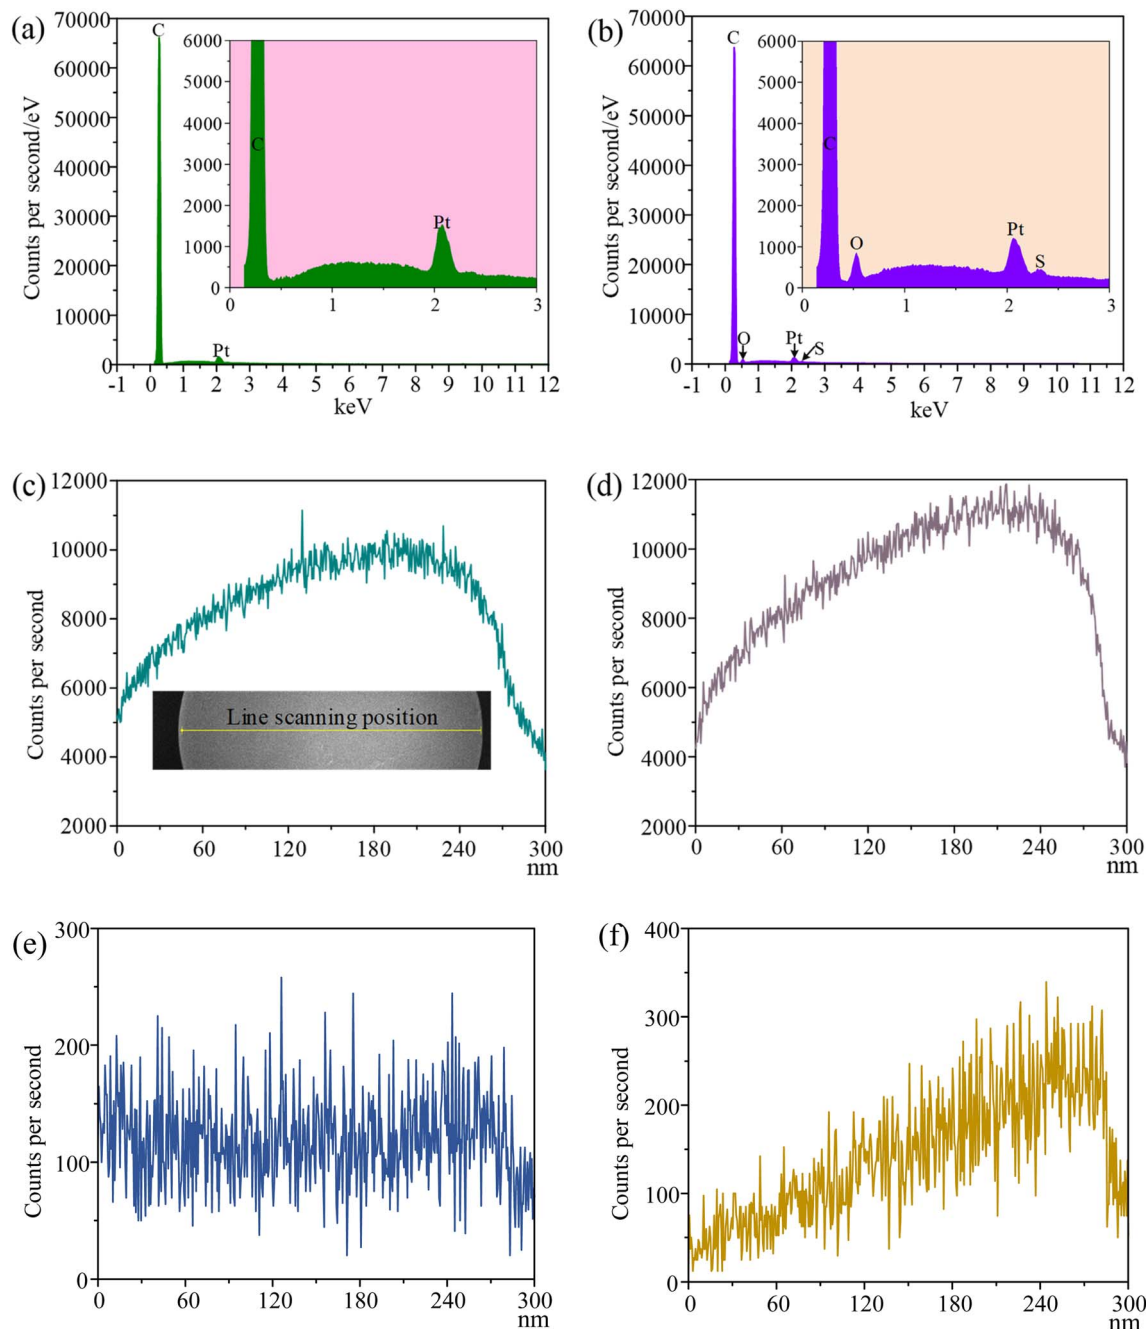 (a)
70000
60000
50000
40000
30000
20000
10000
0
Counts per second/eV
C
6000
5000
4000
3000
2000
1000
0
C
Pt
0 1 2 3
Pt
-1 0 1 2 3 4 5 6 7 8 9 10 11 12
keV
(b)
70000
60000
50000
40000
30000
20000
10000
0
Counts per second/eV
C
6000
5000
4000
3000
2000
1000
0
C
O
Pt
S
0 1 2 3
O
Pt
S
-1 0 1 2 3 4 5 6 7 8 9 10 11 12
keV
(c)
12000
10000
8000
6000
4000
2000
Counts per second
Line scanning position
0 60 120 180 240 300
nm
(d)
12000
10000
8000
6000
4000
2000
Counts per second
0 60 120 180 240 300
nm
(e)
300
200
100
0
Counts per second
0 60 120 180 240 300
nm
(f)
400
300
200
100
0
Counts per second
0 60 120 180 240 300
nm